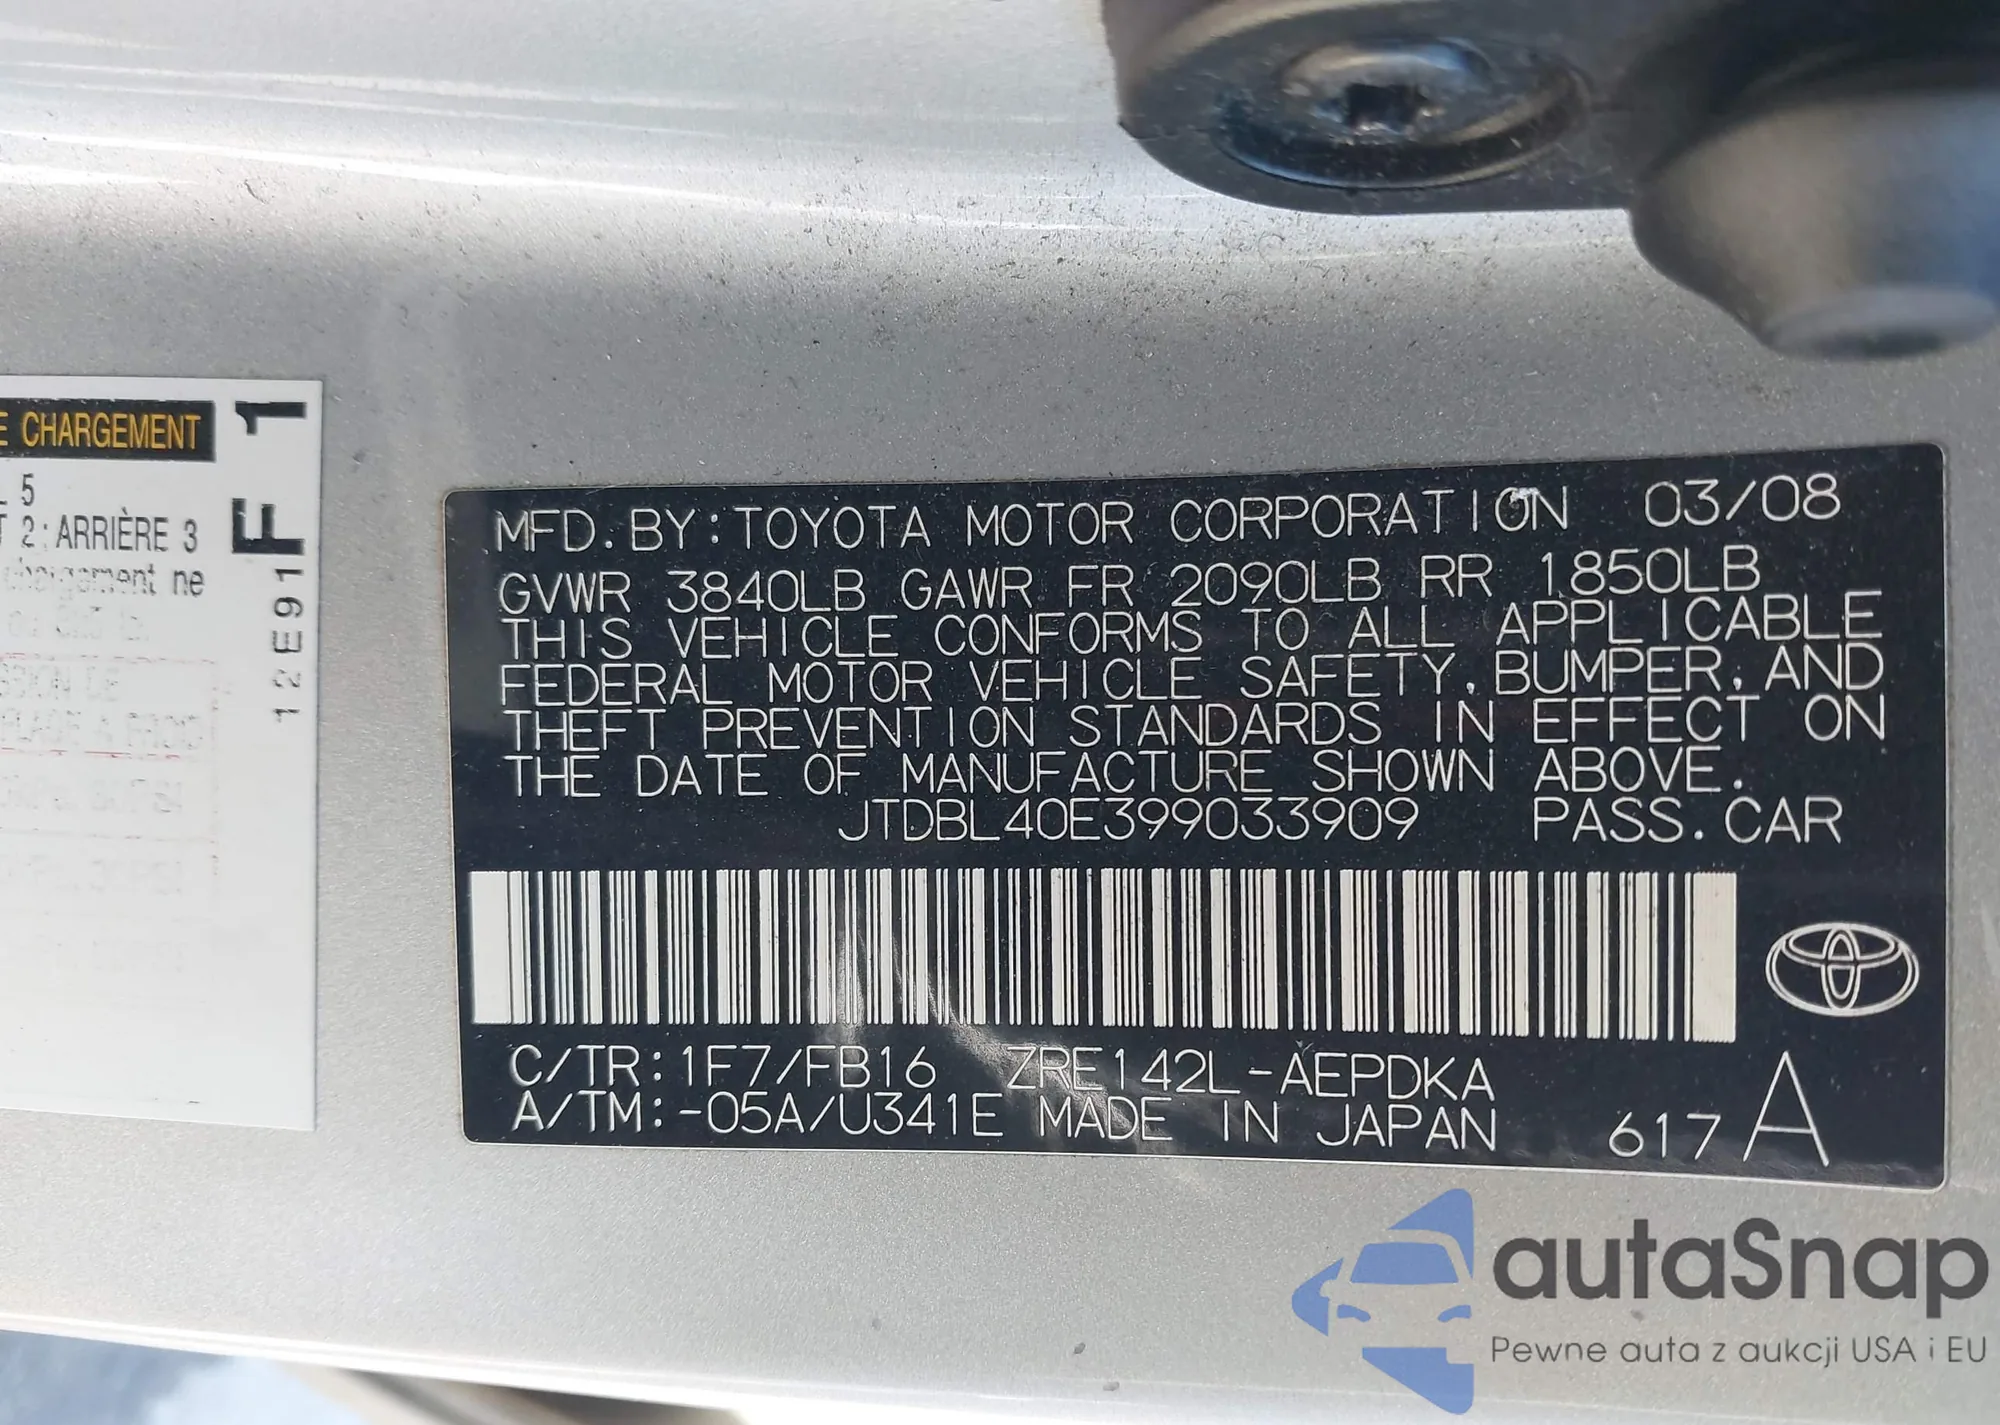 E CHARGEMENT
L 5
T 2; ARRIÈRE 3
chargement ne
F 1
12E91
MFD. BY: TOYOTA MOTOR CORPORATION 03/08
GVWR 3840LB GAWR FR 2090LB RR 1850LB
THIS VEHICLE CONFORMS TO ALL APPLICABLE
FEDERAL MOTOR VEHICLE SAFETY, BUMPER, AND
THEFT PREVENTION STANDARDS IN EFFECT ON
THE DATE OF MANUFACTURE SHOWN ABOVE.
JTDBL40E399033909 PASS. CAR
C/TR: 1F7/FB16 ZRE142L-AEPDKA
A/TM: -05A/U341E MADE IN JAPAN 617 A
autaSnap
Pewne auta z aukcji USA i EU